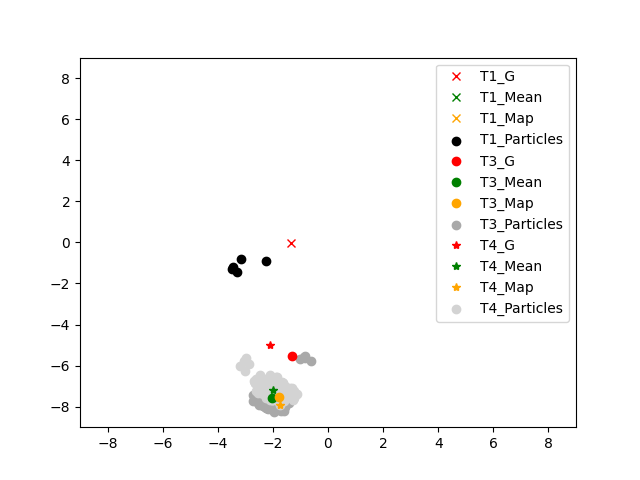 8
6
4
2
0
−2
−4
−6
−8
−8 −6 −4 −2 0 2 4 6 8
T1_G
T1_Mean
T1_Map
T1_Particles
T3_G
T3_Mean
T3_Map
T3_Particles
T4_G
T4_Mean
T4_Map
T4_Particles